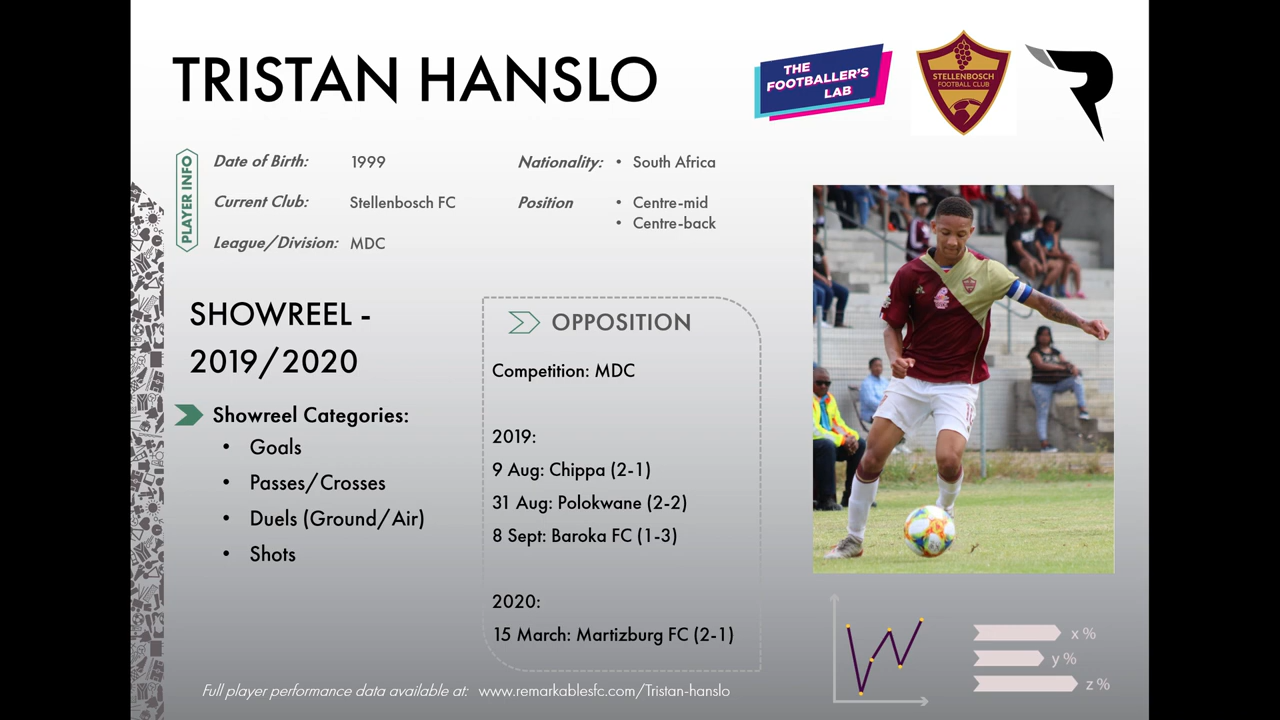 TRISTAN HANSLO
THE
FOOTBALLER'S
LAB
STELLENBOSCH
FOOTBALL CLUB
PLAYER INFO
Date of Birth: 1999
Nationality: • South Africa
Current Club: Stellenbosch FC
Position • Centre-mid
• Centre-back
League/Division: MDC
SHOWREEL -
2019/2020
Showreel Categories:
• Goals
• Passes/Crosses
• Duels (Ground/Air)
• Shots
OPPOSITION
Competition: MDC
2019:
9 Aug: Chippa (2-1)
31 Aug: Polokwane (2-2)
8 Sept: Baroka FC (1-3)
2020:
15 March: Martizburg FC (2-1)
x %
y %
z %
Full player performance data available at: www.remarkablesfc.com/Tristan-hanslo